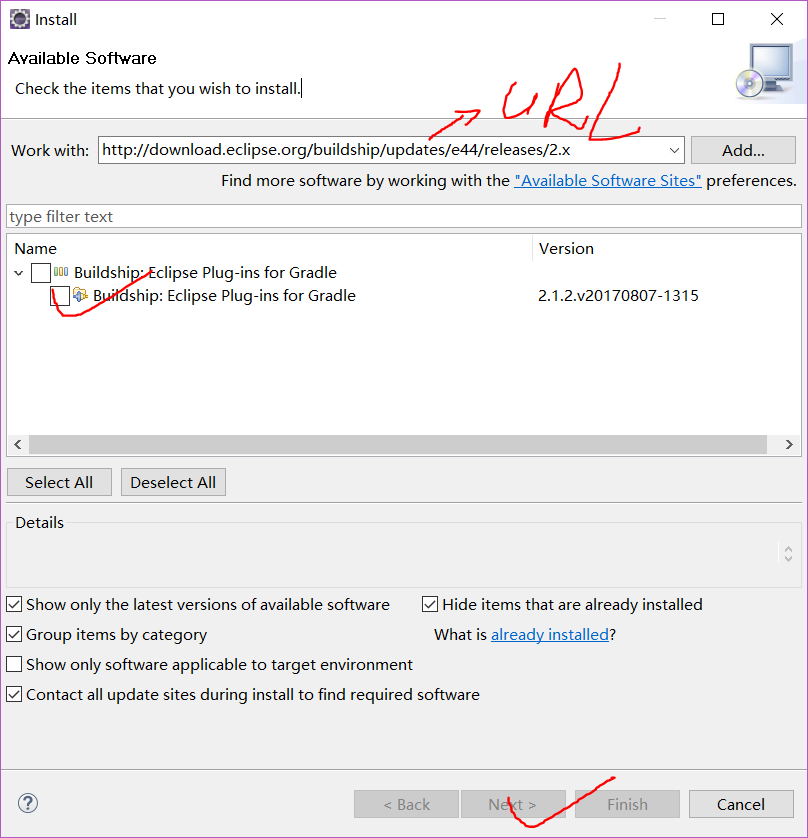 Install
Available Software
Check the items that you wish to install.
URL
Work with: http://download.eclipse.org/buildship/updates/e44/releases/2.x Add...
Find more software by working with the "Available Software Sites" preferences.
type filter text
Name Version
Buildship: Eclipse Plug-ins for Gradle
Buildship: Eclipse Plug-ins for Gradle 2.1.2.v20170807-1315
Select All Deselect All
Details
Show only the latest versions of available software Hide items that are already installed
Group items by category What is already installed?
Show only software applicable to target environment
Contact all update sites during install to find required software
? < Back Next > Finish Cancel